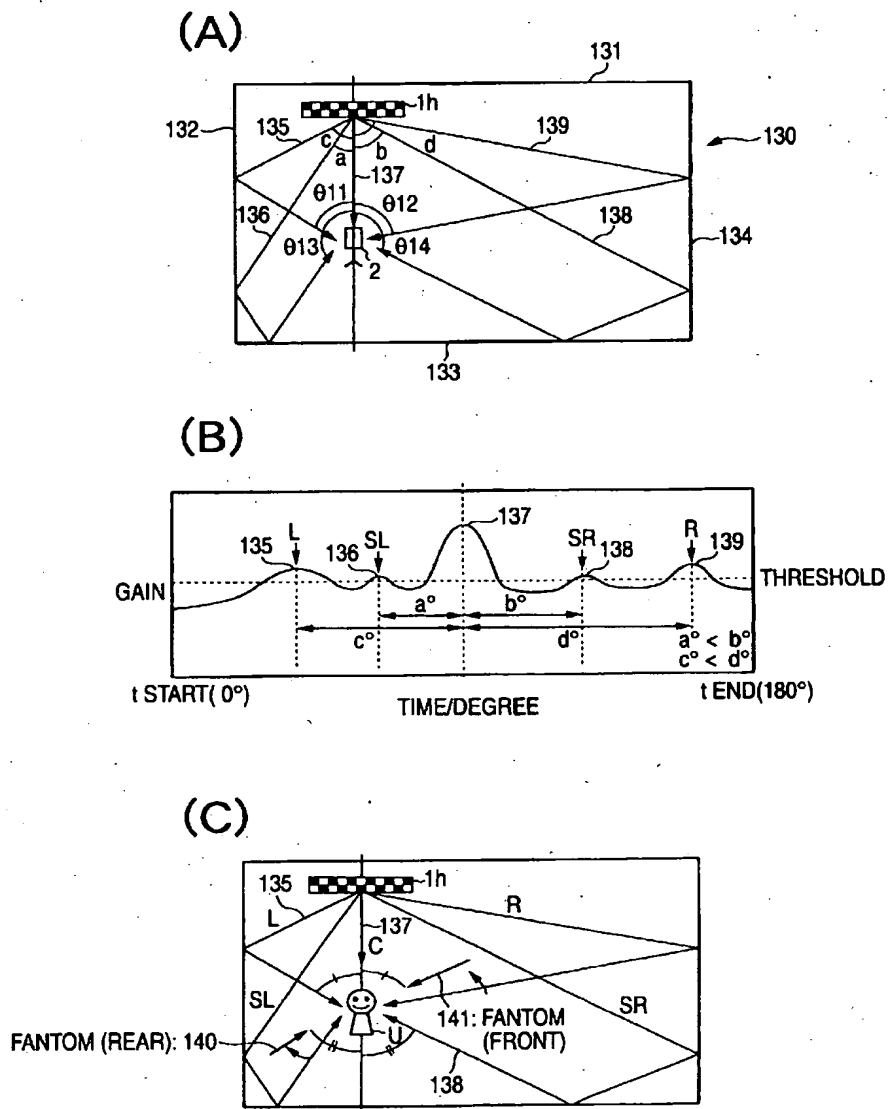 (A)
131
1h
132
135
139
130
c
a
b
d
137
θ11
θ12
136
138
134
θ13
θ14
2
133
(B)
137
L
SL
SR
R
135
136
138
139
GAIN
THRESHOLD
a°
b°
c°
d°
a° < b°
c° < d°
t START( 0°)
TIME/DEGREE
t END(180°)
(C)
1h
135
L
137
R
C
SL
SR
141: FANTOM
(FRONT)
FANTOM (REAR): 140
U
138